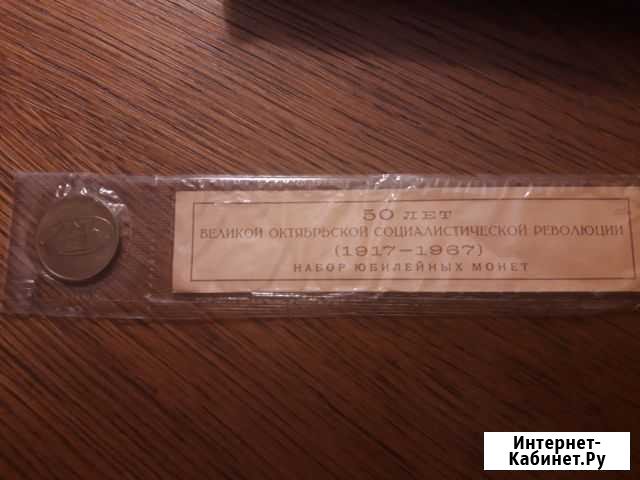 50 ЛЕТ
ВЕЛИКОЙ ОКТЯБРЬСКОЙ СОЦИАЛИСТИЧЕСКОЙ РЕВОЛЮЦИИ
(1917-1967)
НАБОР ЮБИЛЕЙНЫХ МОНЕТ
Интернет-
Кабинет.Ру